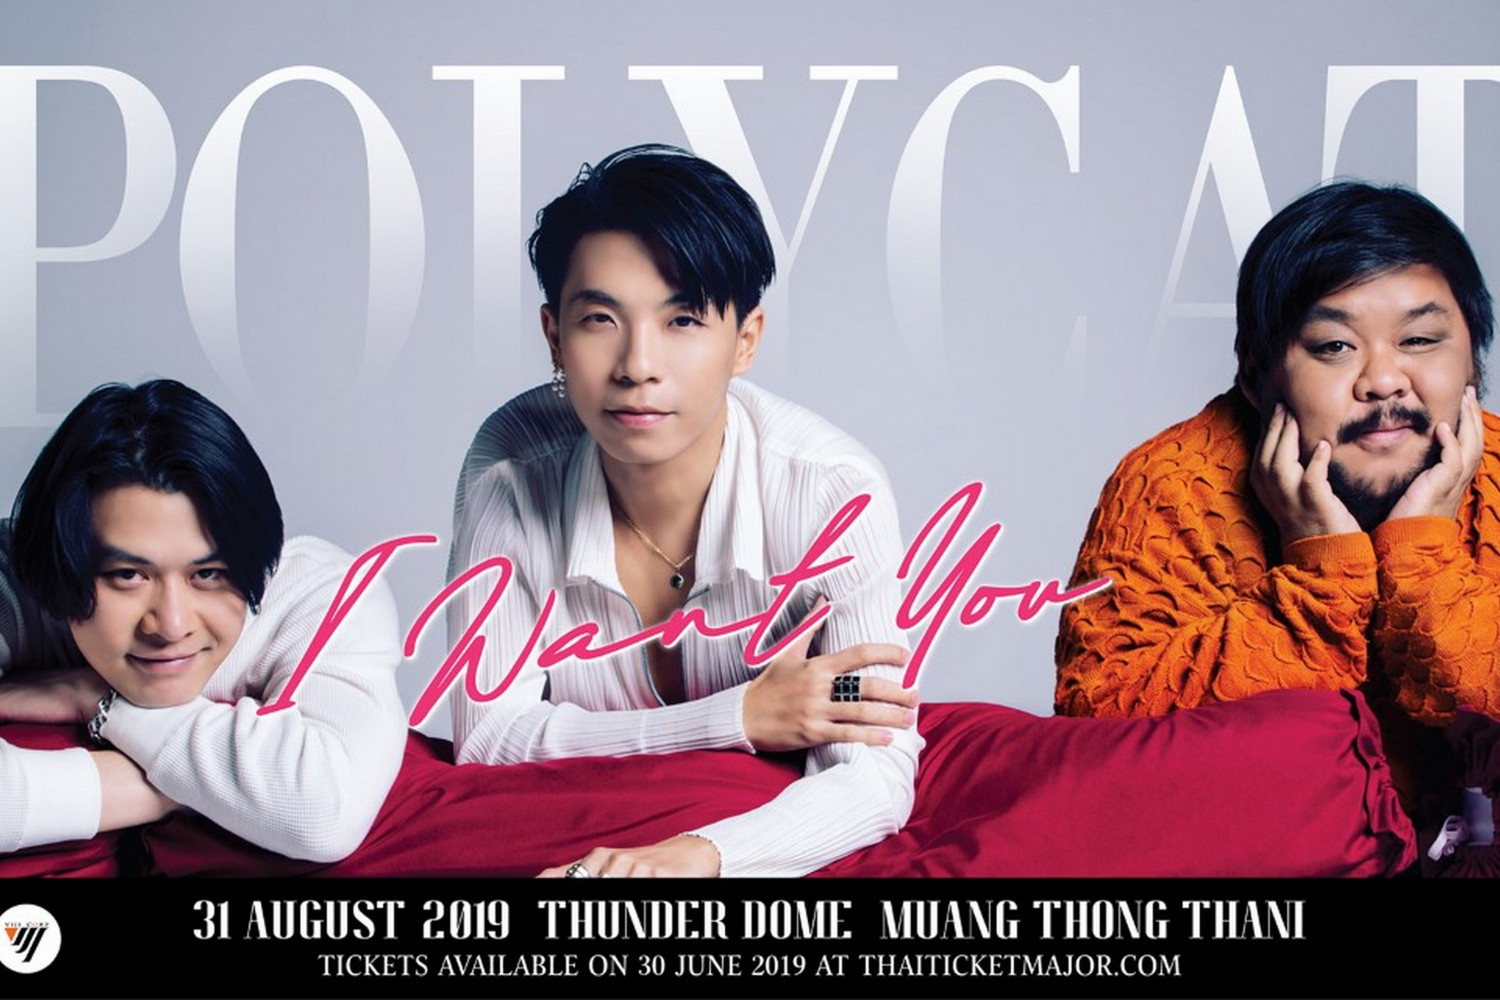 POLYCAT
I Want You
31 AUGUST 2019 THUNDER DOME MUANG THONG THANI
TICKETS AVAILABLE ON 30 JUNE 2019 AT THAITICKETMAJOR.COM